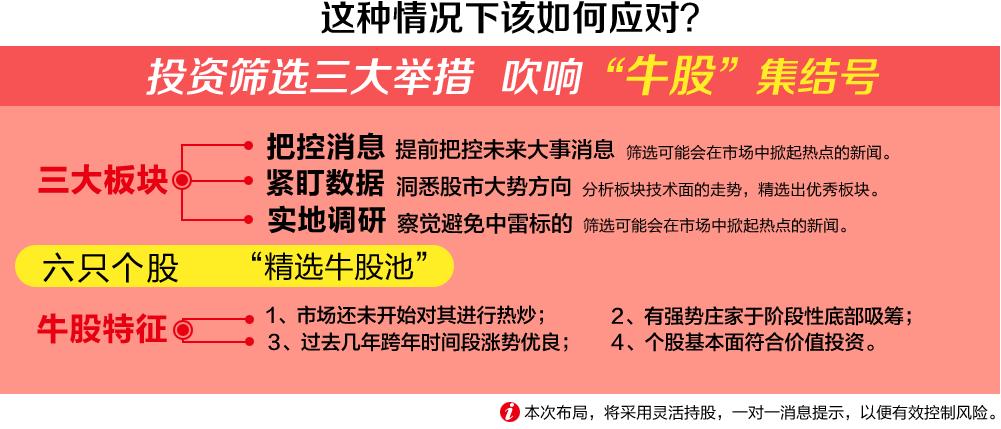 这种情况下该如何应对?
投资筛选三大举措 吹响“牛股”集结号
三大板块
把控消息 提前把控未来大事消息 筛选可能会在市场中掀起热点的新闻。
紧盯数据 洞悉股市大势方向 分析板块技术面的走势，精选出优秀板块。
实地调研 察觉避免中雷标的 筛选可能会在市场中掀起热点的新闻。
六只个股 “精选牛股池”
牛股特征
1、市场还未开始对其进行热炒； 2、有强势庄家于阶段性底部吸筹；
3、过去几年跨年时间段涨势优良； 4、个股基本面符合价值投资。
i 本次布局，将采用灵活持股，一对一消息提示，以便有效控制风险。